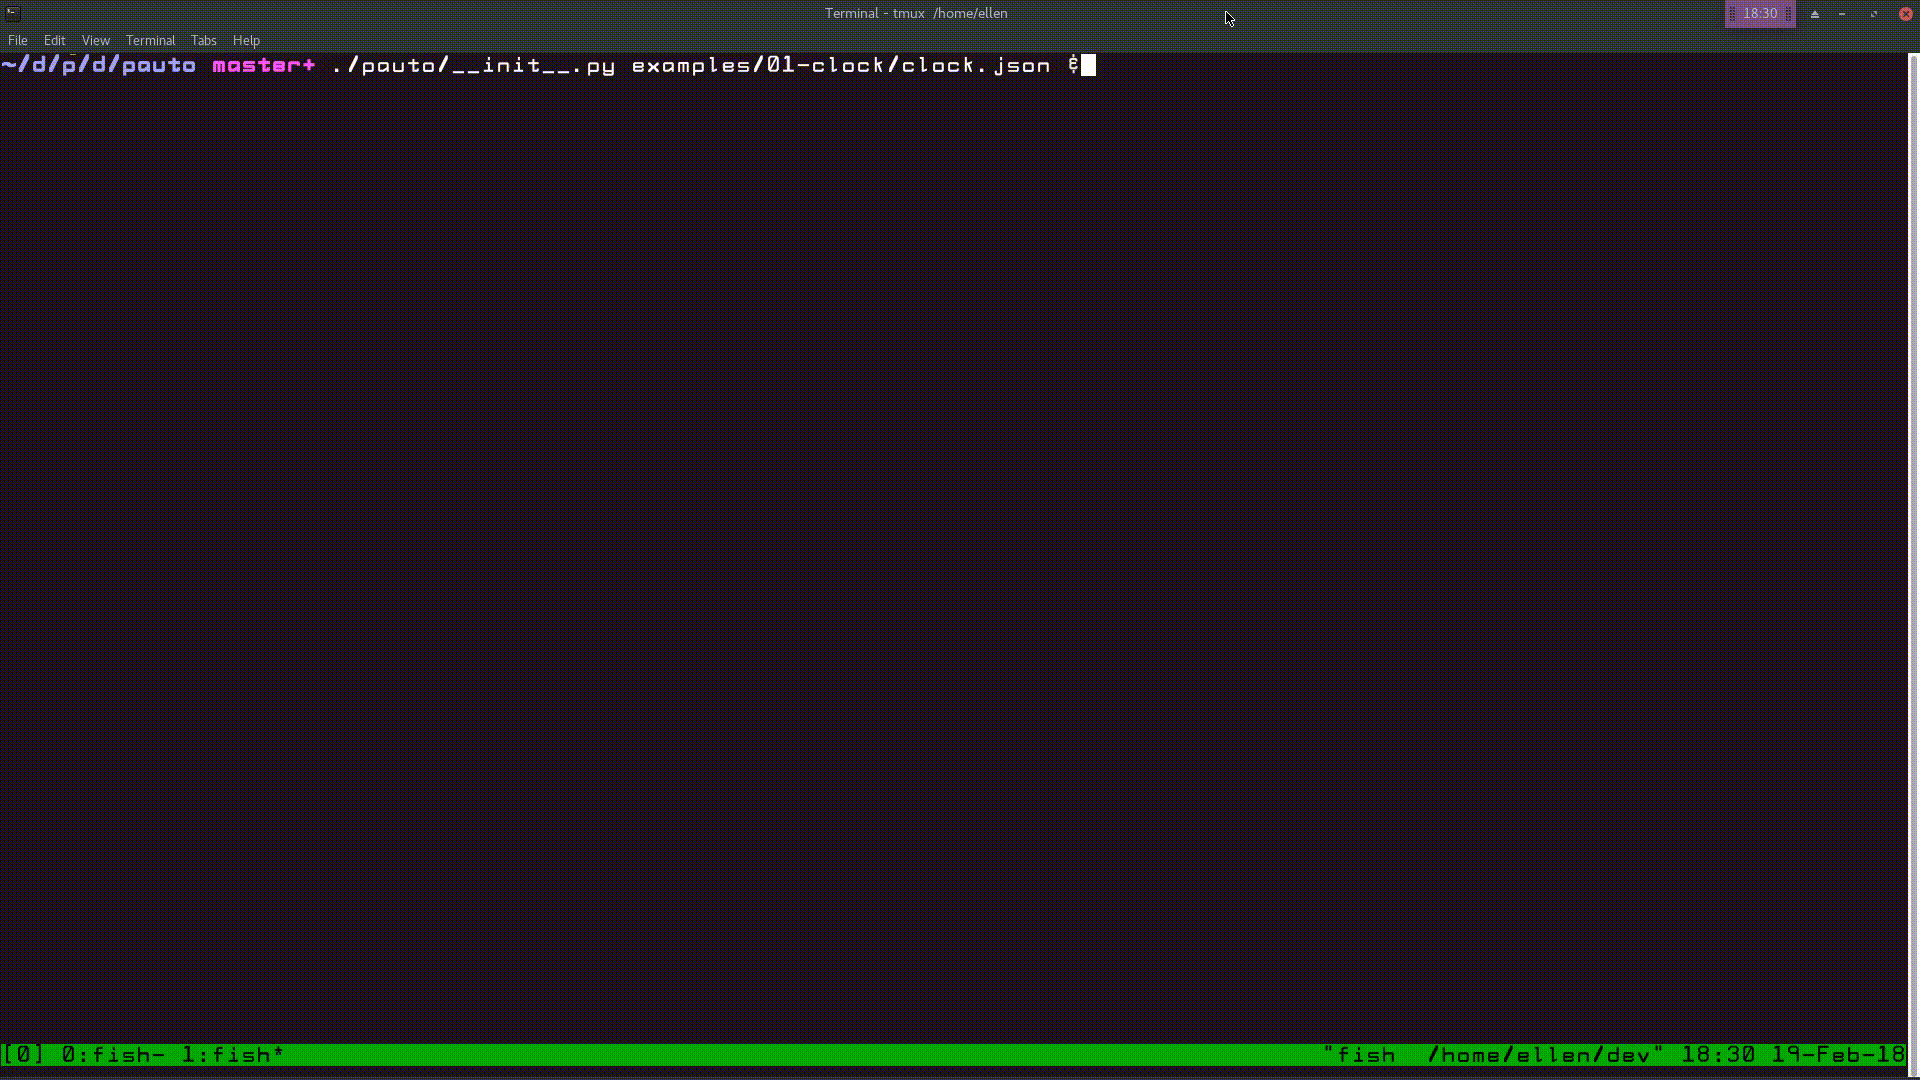 Terminal - tmux /home/ellen
18:30
File Edit View Terminal Tabs Help
~/d/p/d/pauto master+ ./pauto/__init__.py examples/01-clock/clock.json &
[0] 0:fish- 1:fish*
"fish /home/ellen/dev" 18:30 19-Feb-18